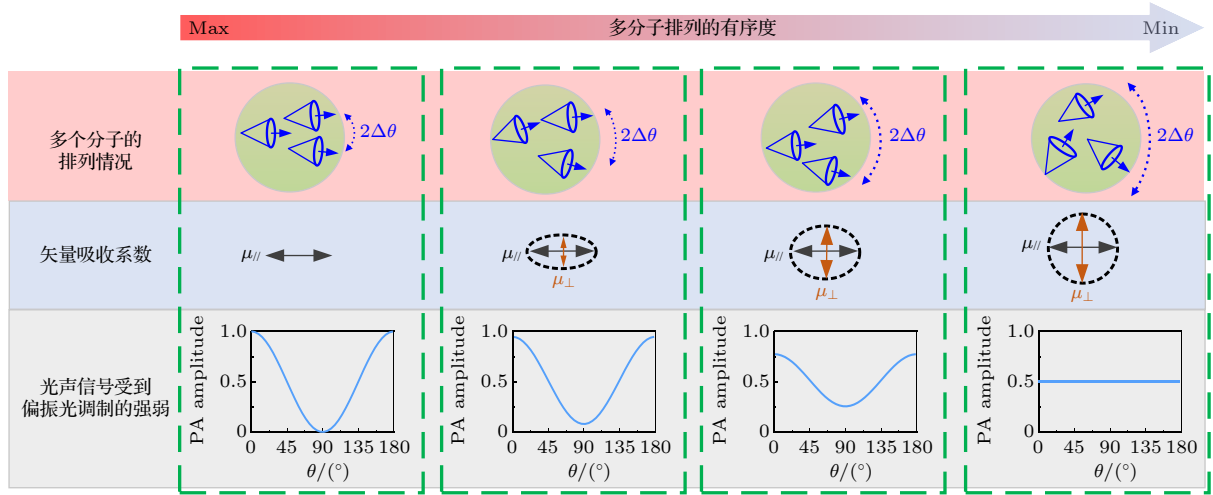 Max 多分子排列的有序度 Min
多个分子的
排列情况
2Δθ 2Δθ 2Δθ 2Δθ
矢量吸收系数
μ// μ// μ// μ//
μ⊥ μ⊥ μ⊥ μ⊥
光声信号受到
偏振光调制的强弱
PA amplitude
1.0
0.5
0
0 45 90 135 180
θ/(°)
PA amplitude
1.0
0.5
0
0 45 90 135 180
θ/(°)
PA amplitude
1.0
0.5
0
0 45 90 135 180
θ/(°)
PA amplitude
1.0
0.5
0
0 45 90 135 180
θ/(°)